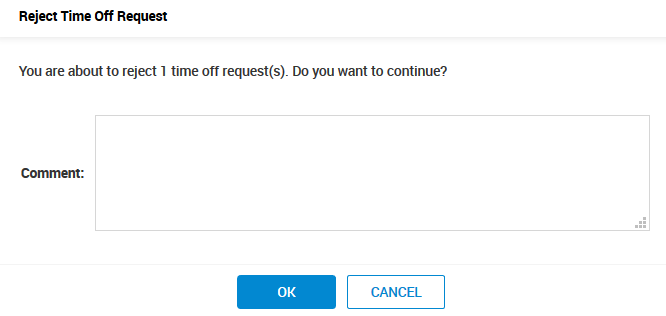 Reject Time Off Request
You are about to reject 1 time off request(s). Do you want to continue?
Comment:
OK
CANCEL